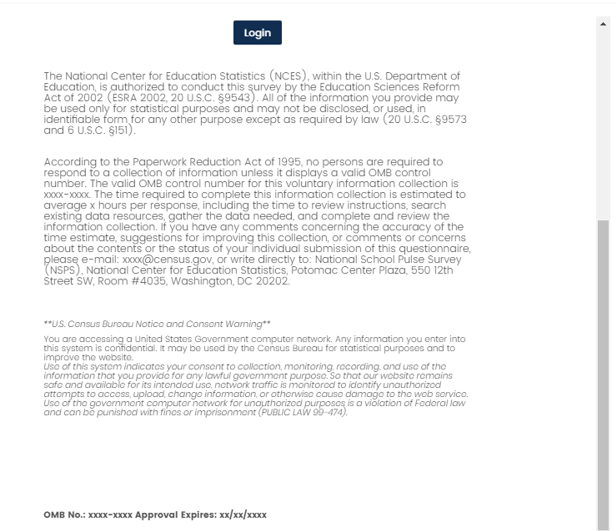 Login
The National Center for Education Statistics (NCES), within the U.S. Department of
Education, is authorized to conduct this survey by the Education Sciences Reform
Act of 2002 (ESRA 2002, 20 U.S.C. §9543). All of the information you provide may
be used only for statistical purposes and may not be disclosed, or used, in
identifiable form for any other purpose except as required by law (20 U.S.C. §9573
and 6 U.S.C. §151).
According to the Paperwork Reduction Act of 1995, no persons are required to
respond to a collection of information unless it displays a valid OMB control
number. The valid OMB control number for this voluntary information collection is
xxxx-xxxx. The time required to complete this information collection is estimated to
average x hours per response, including the time to review instructions, search
existing data resources, gather the data needed, and complete and review the
information collection. If you have any comments concerning the accuracy of the
time estimate, suggestions for improving this collection, or comments or concerns
about the contents or the status of your individual submission of this questionnaire,
please e-mail: xxx@census.gov, or write directly to: National School Pulse Survey
(NSPS), National Center for Education Statistics, Potomac Center Plaza, 550 12th
Street SW, Room #4035, Washington, DC 20202.
**U.S. Census Bureau Notice and Consent Warning**
You are accessing a United States Government computer network. Any information you enter into
this system is confidential. It may be used by the Census Bureau for statistical purposes and to
improve the website.
Use of this system indicates your consent to collection, monitoring, recording, and use of the
information that you provide for any lawful government purpose. So that our website remains
safe and available for its intended use, network traffic is monitored to identify unauthorized
attempts to access, upload, change information, or otherwise cause damage to the web service.
Use of the government computer network for unauthorized purposes is a violation of Federal law
and can be punished with fines or imprisonment (PUBLIC LAW 99-474).
OMB No.: xxxx-xxxx Approval Expires: xx/xx/xxxx